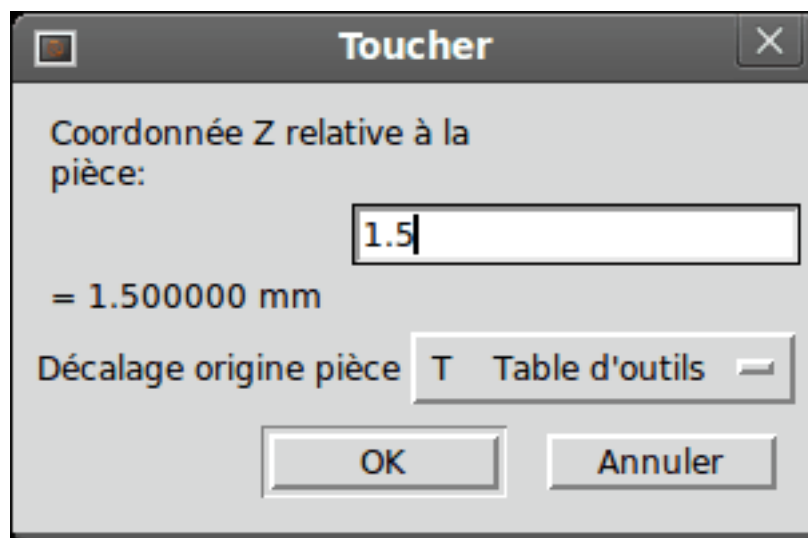 Toucher
Coordonnée Z relative à la
pièce:
1.5
= 1.500000 mm
Décalage origine pièce T Table d'outils
OK Annuler